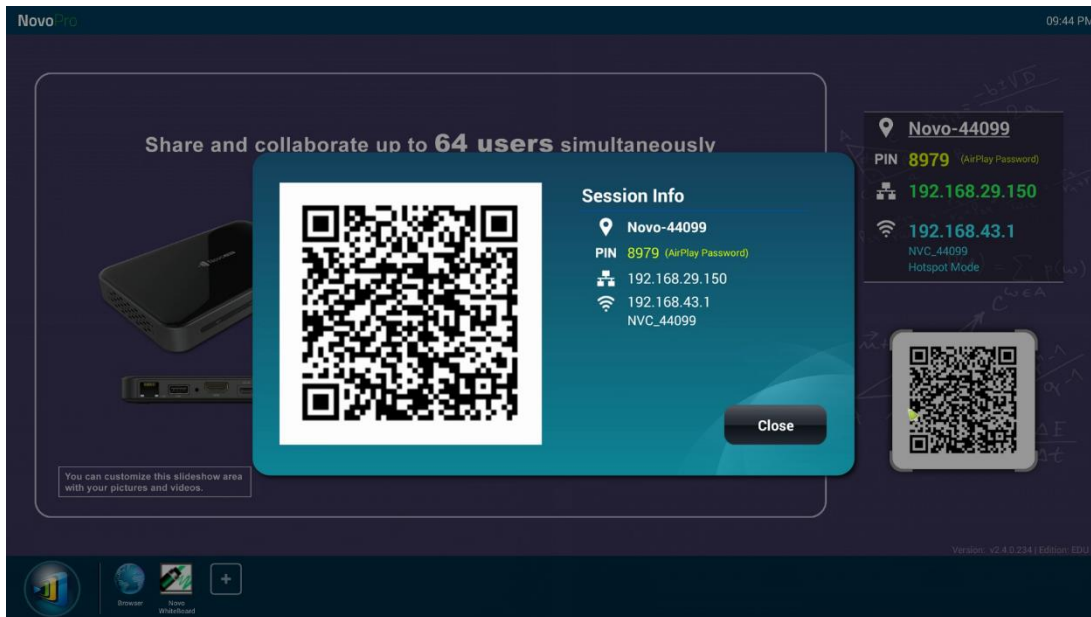 NovoPro
09:44 PM
Share and collaborate up to 64 users simultaneously
Session Info
Novo-44099
PIN 8979 (AirPlay Password)
192.168.29.150
192.168.43.1
NVC_44099
Close
Novo-44099
PIN 8979 (AirPlay Password)
192.168.29.150
192.168.43.1
NVC_44099
Hotspot Mode
You can customize this slideshow area
with your pictures and videos.
Version: v2.4.0.234 | Edition: EDU
Browser
Novo
WhiteBoard